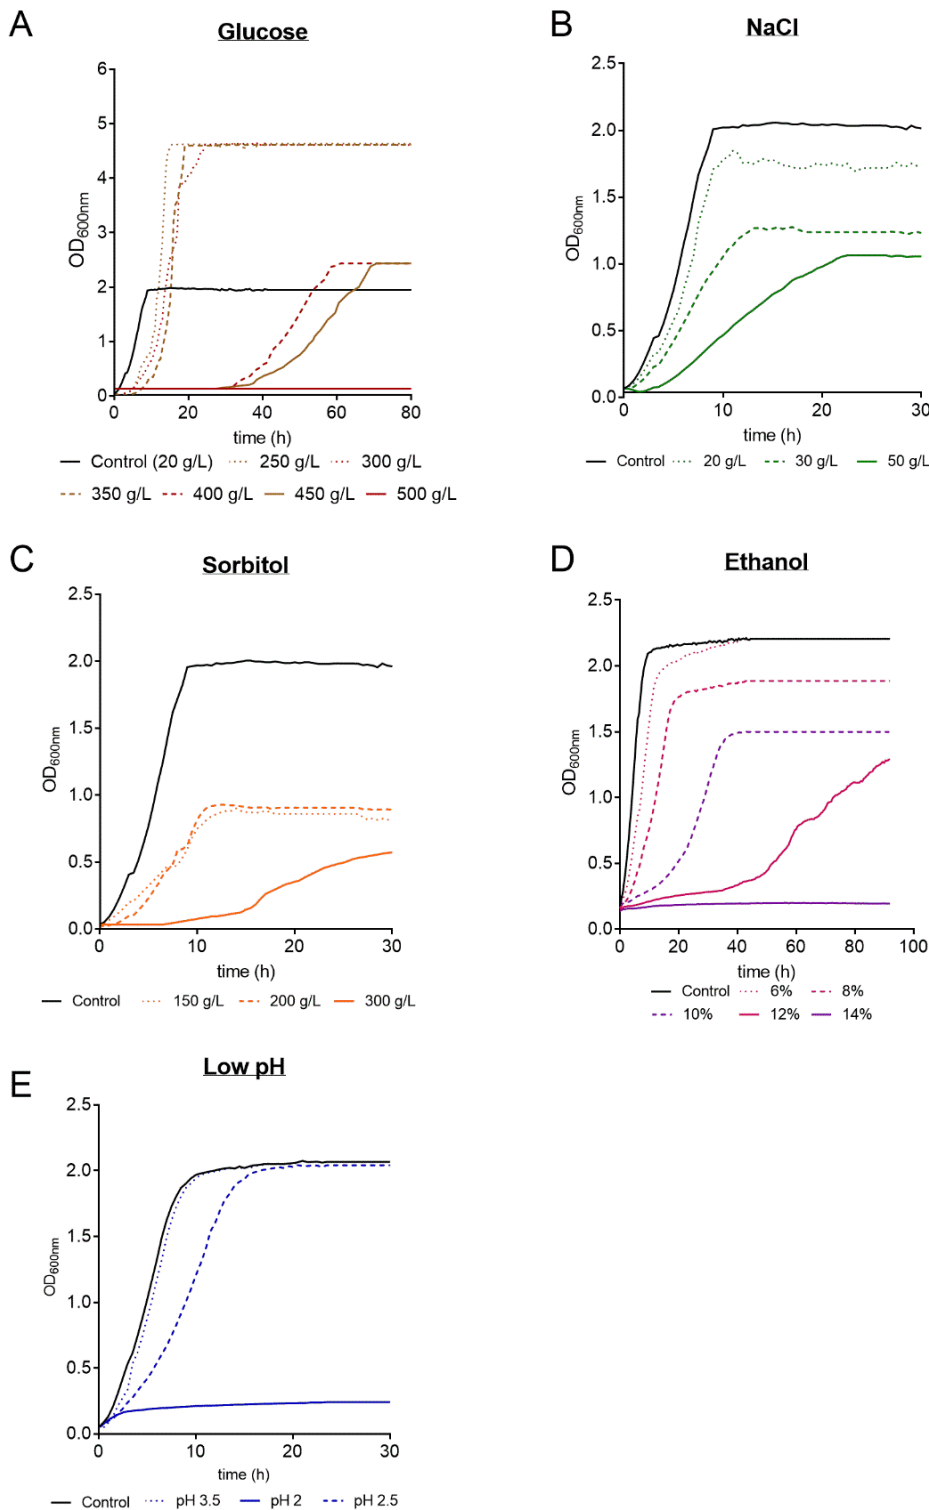 A
Glucose
OD600nm
6
5
4
3
2
1
0
0 20 40 60 80
time (h)
Control (20 g/L) 250 g/L 300 g/L
350 g/L 400 g/L 450 g/L 500 g/L
B
NaCl
OD600nm
2.5
2.0
1.5
1.0
0.5
0.0
0 10 20 30
time (h)
Control 20 g/L 30 g/L 50 g/L
C
Sorbitol
OD600nm
2.5
2.0
1.5
1.0
0.5
0.0
0 10 20 30
time (h)
Control 150 g/L 200 g/L 300 g/L
D
Ethanol
OD600nm
2.5
2.0
1.5
1.0
0.5
0.0
0 20 40 60 80 100
time (h)
Control 6% 8%
10% 12% 14%
E
Low pH
OD600nm
2.5
2.0
1.5
1.0
0.5
0.0
0 10 20 30
time (h)
Control pH 3.5 pH 2 pH 2.5